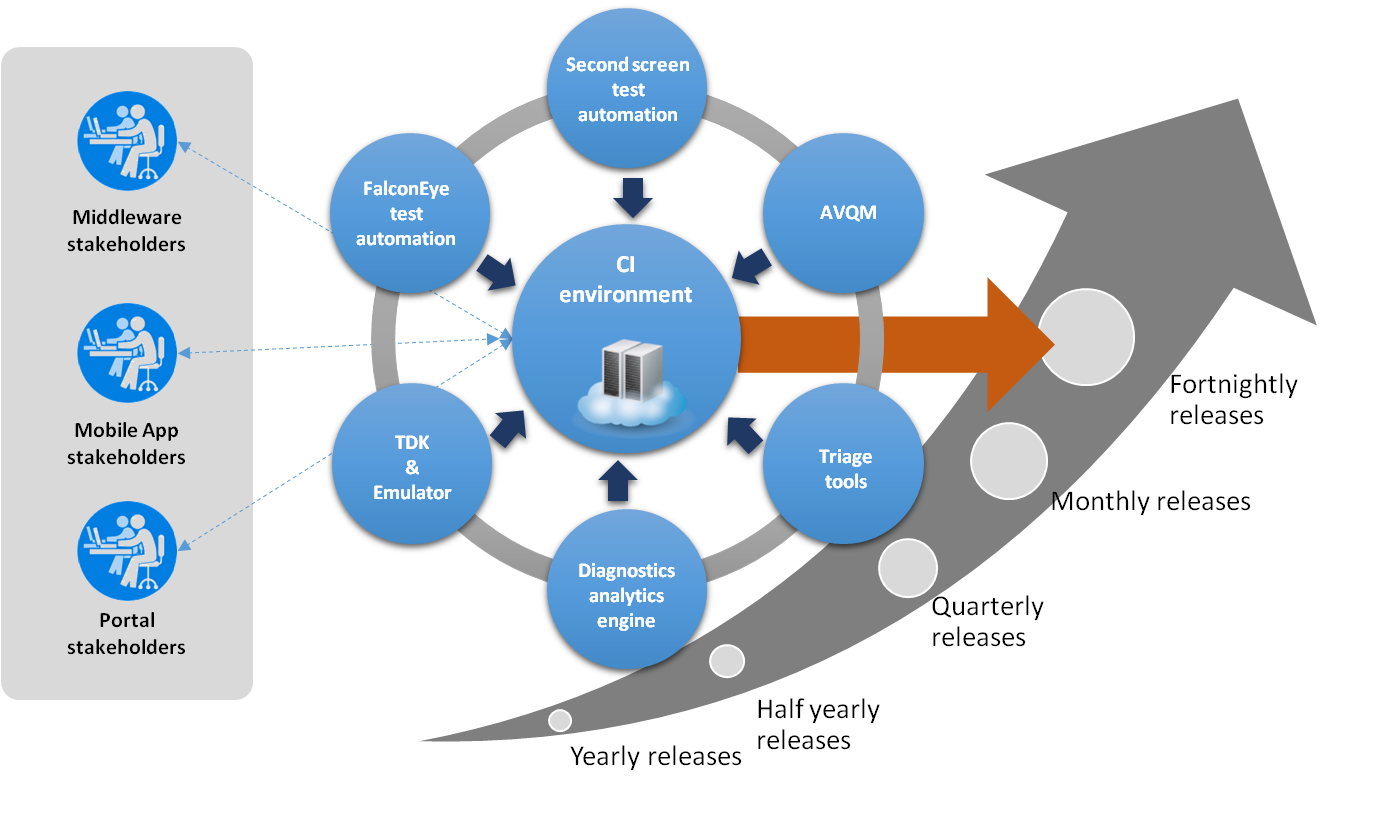 Middleware
stakeholders
Mobile App
stakeholders
Portal
stakeholders
Second screen
test
automation
FalconEye
test
automation
AVQM
CI
environment
TDK
&
Emulator
Triage
tools
Diagnostics
analytics
engine
Fortnightly
releases
Monthly releases
Quarterly
releases
Half yearly
releases
Yearly releases